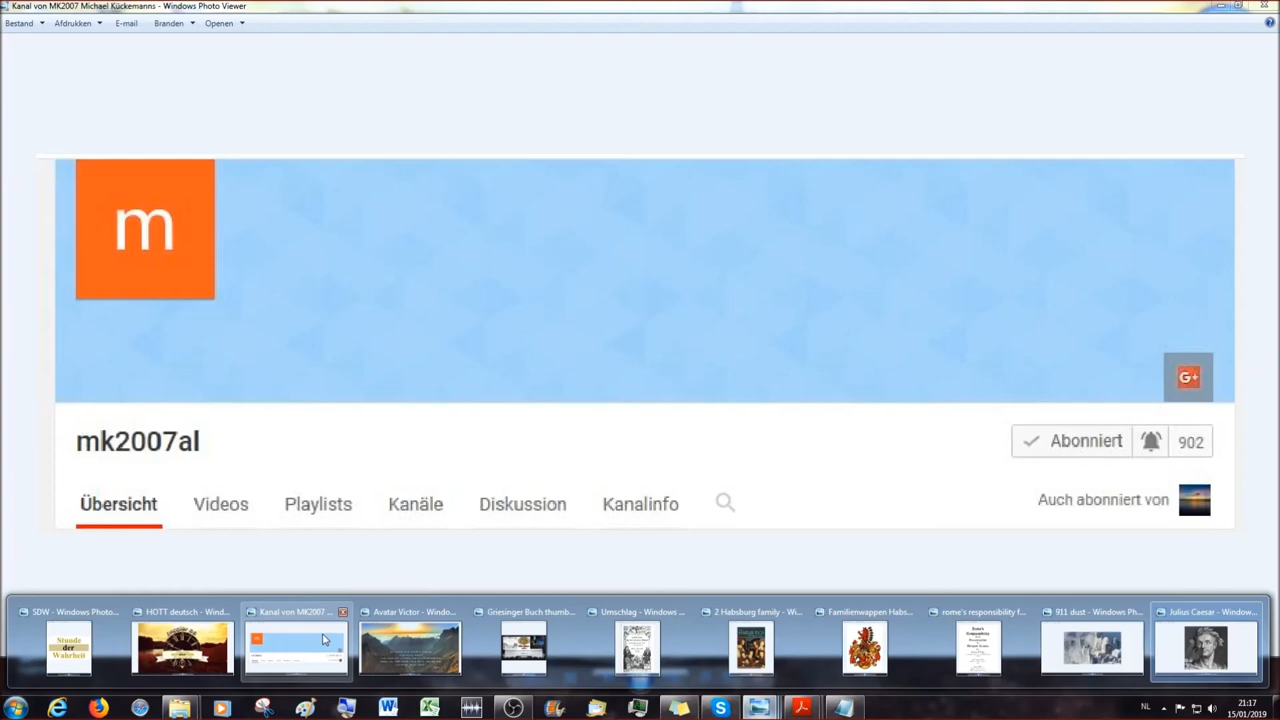 Kanal von MK2007 Michael Kückemanns - Windows Photo Viewer
Bestand Afdrukken E-mail Branden Openen
m
G+
mk2007al
Abonniert 902
Übersicht Videos Playlists Kanäle Diskussion Kanalinfo
Auch abonniert von
SDW - Windows Photo... HOTT deutsch - Wind... Kanal von MK2007 ... Avatar Victor - Windo... Griesinger Buch thumb... Umschlag - Windows ... 2 Habsburg family - Wi... Familienwappen Habs... rome's responsibility f... 911 dust - Windows Ph... Julius Caesar - Window...
Stunde
der
Wahrheit
NL 21:17
15/01/2019